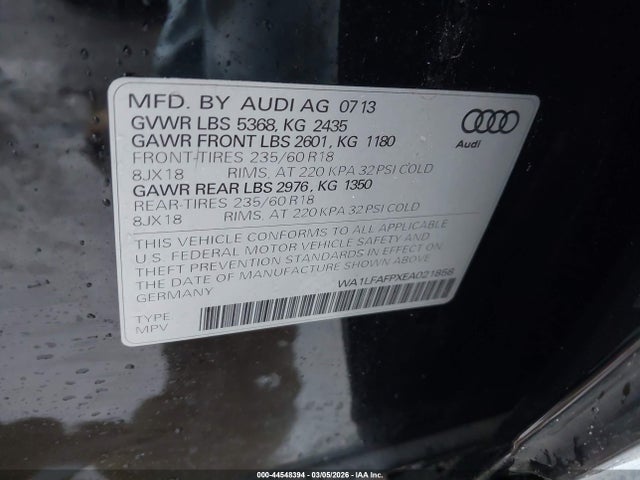 MFD. BY AUDI AG 07 13
GVWR LBS 5368, KG 2435
GAWR FRONT LBS 2601, KG 1180
FRONT-TIRES 235/60 R18
8JX18 RIMS, AT 220 KPA 32 PSI COLD
GAWR REAR LBS 2976, KG 1350
REAR-TIRES 235/60 R18
8JX18 RIMS, AT 220 KPA 32 PSI COLD
THIS VEHICLE CONFORMS TO ALL APPLICABLE
U.S. FEDERAL MOTOR VEHICLE SAFETY AND
THEFT PREVENTION STANDARDS IN EFFECT ON
THE DATE OF MANUFACTURE SHOWN ABOVE.
GERMANY
WA1LFAFPXEA021858
TYPE:
MPV
Audi
000-44548394 - 03/05/2026 - IAAI.COM